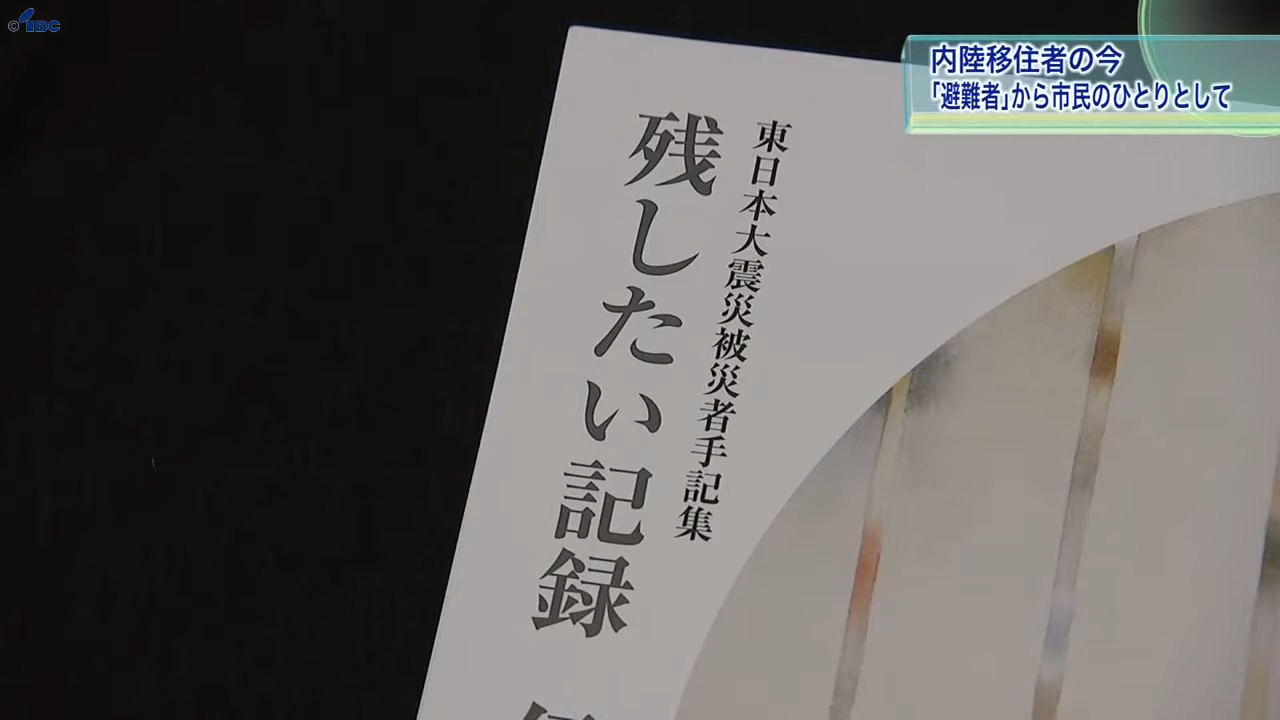 ©IBC
内陸移住者の今
「避難者」から市民のひとりとして
東日本大震災被災者手記集
残したい記録